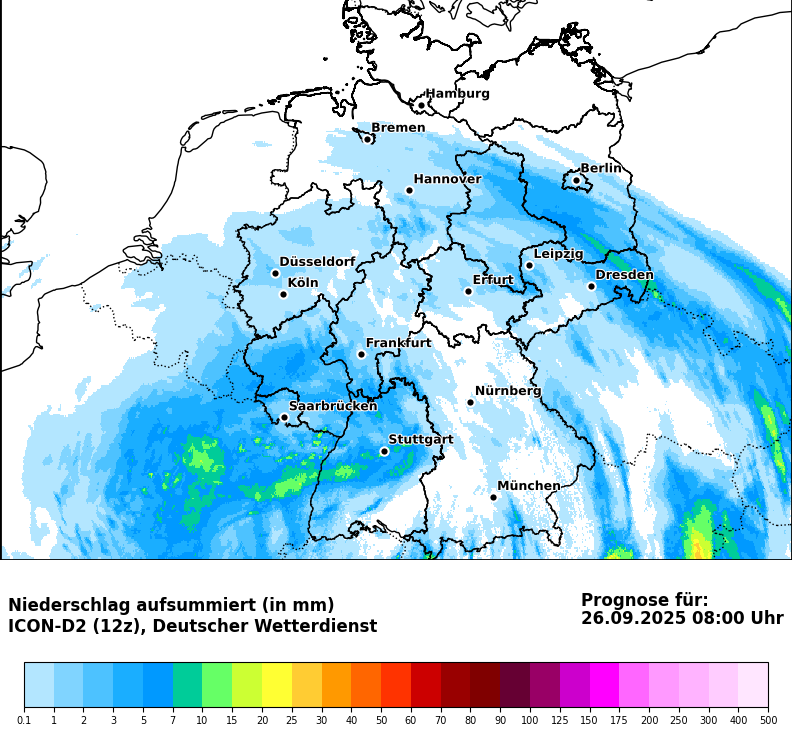 Hamburg
Bremen
Berlin
Hannover
Leipzig
Düsseldorf
Dresden
Köln
Erfurt
Frankfurt
Nürnberg
Saarbrücken
Stuttgart
München
Niederschlag aufsummiert (in mm)
ICON-D2 (12z), Deutscher Wetterdienst
Prognose für:
26.09.2025 08:00 Uhr
0.1 1 2 3 5 7 10 15 20 25 30 40 50 60 70 80 90 100 125 150 175 200 250 300 400 500